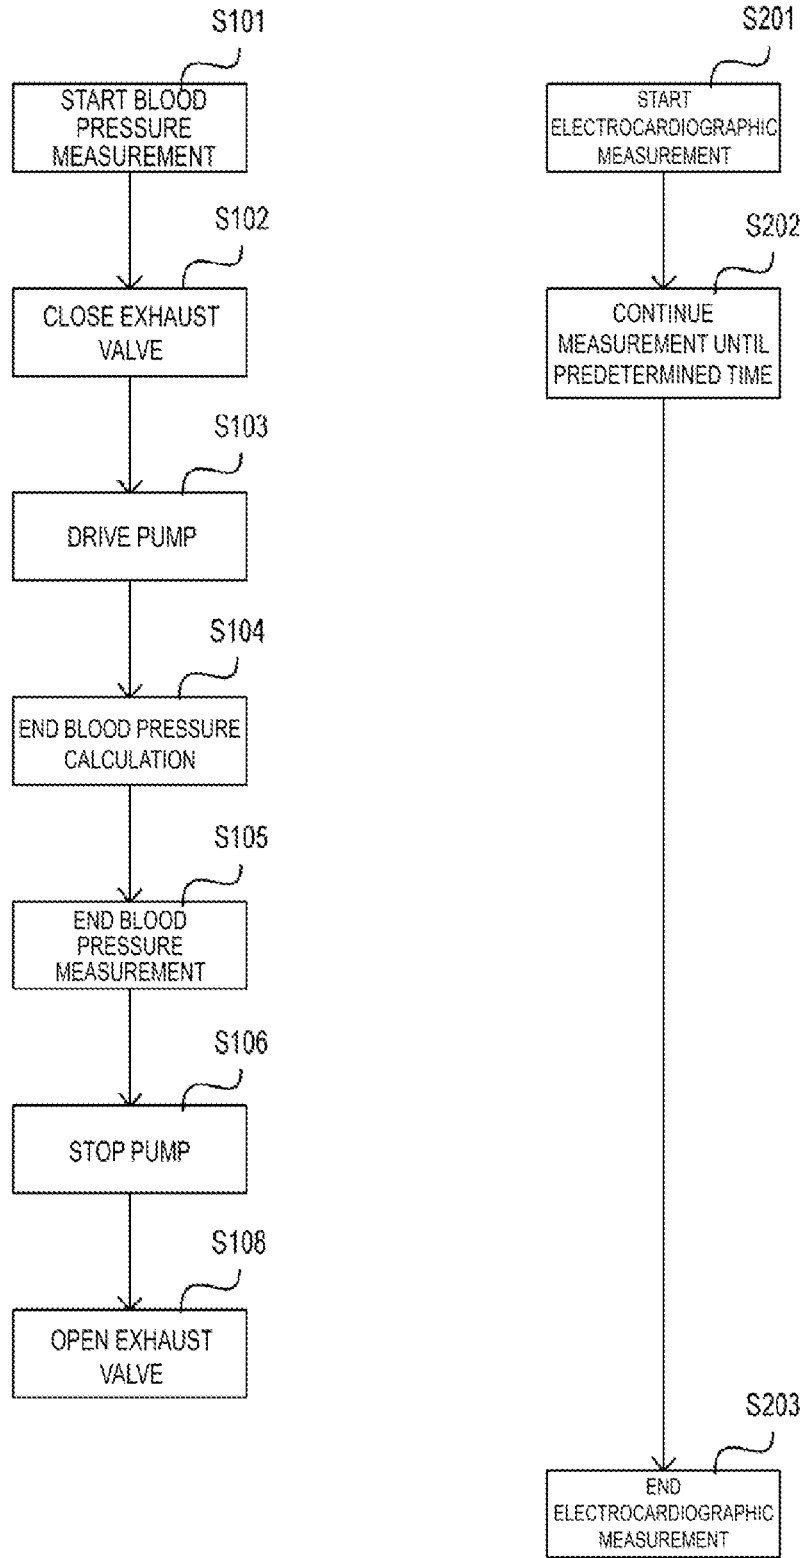 S101
START BLOOD
PRESSURE
MEASUREMENT
S102
CLOSE EXHAUST
VALVE
S103
DRIVE PUMP
S104
END BLOOD PRESSURE
CALCULATION
S105
END BLOOD
PRESSURE
MEASUREMENT
S106
STOP PUMP
S108
OPEN EXHAUST
VALVE
S201
START
ELECTROCARDIOGRAPHIC
MEASUREMENT
S202
CONTINUE
MEASUREMENT UNTIL
PREDETERMINED TIME
S203
END
ELECTROCARDIOGRAPHIC
MEASUREMENT